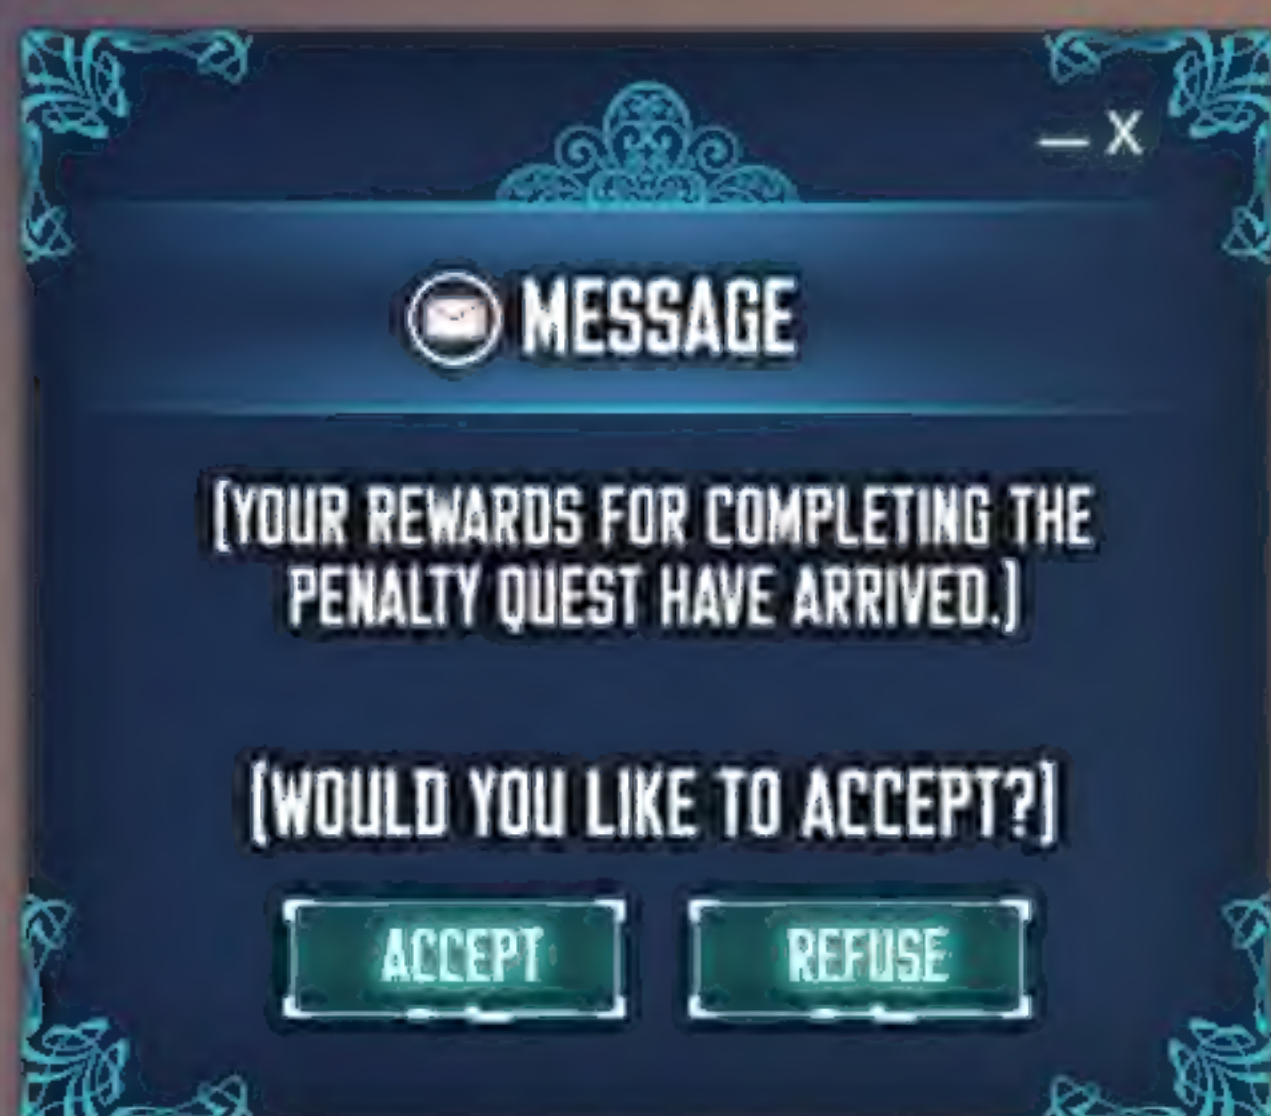 — X
MESSAGE
[YOUR REWARDS FOR COMPLETING THE
PENALTY QUEST HAVE ARRIVED.]
[WOULD YOU LIKE TO ACCEPT?]
ACCEPT
REFUSE